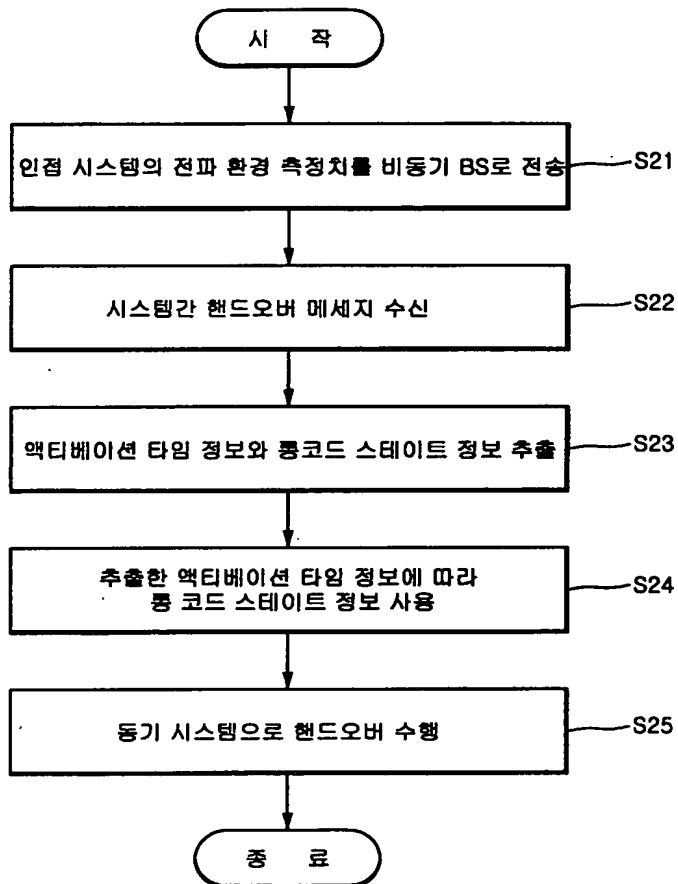 시 작
인접 시스템의 전파 환경 측정치를 비동기 BS로 전송
S21
시스템간 핸드오버 메세지 수신
S22
액티베이션 타임 정보와 롱코드 스테이트 정보 추출
S23
추출한 액티베이션 타임 정보에 따라
롱 코드 스테이트 정보 사용
S24
동기 시스템으로 핸드오버 수행
S25
종 료